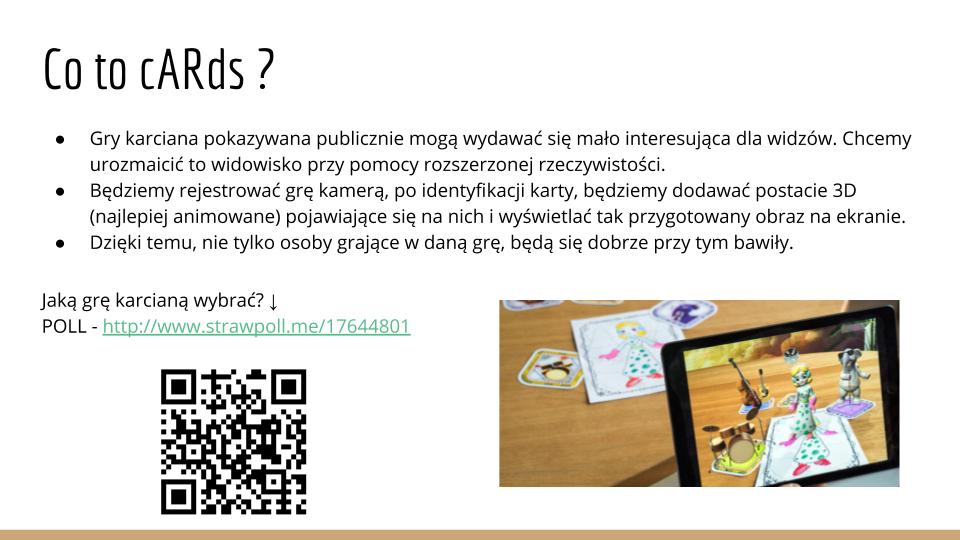 Co to cARds ?
● Gry karciana pokazywana publicznie mogą wydawać się mało interesująca dla widzów. Chcemy
urozmaicić to widowisko przy pomocy rozszerzonej rzeczywistości.
● Będziemy rejestrować grę kamerą, po identyfikacji karty, będziemy dodawać postacie 3D
(najlepiej animowane) pojawiające się na nich i wyświetlać tak przygotowany obraz na ekranie.
● Dzięki temu, nie tylko osoby grające w daną grę, będą się dobrze przy tym bawiły.
Jaką grę karcianą wybrać? ↓
POLL - http://www.strawpoll.me/17644801